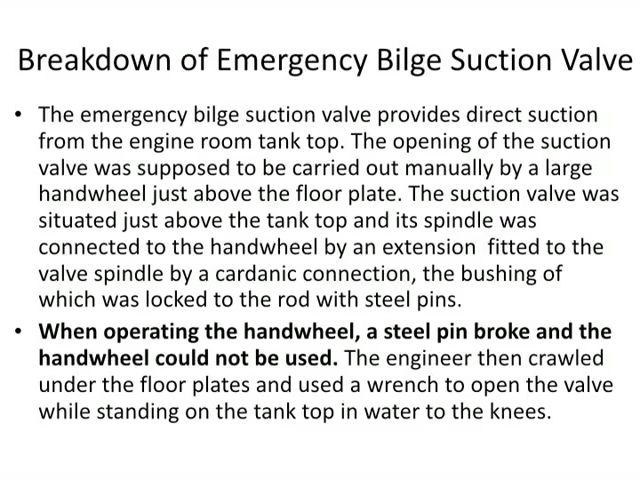 Breakdown of Emergency Bilge Suction Valve
• The emergency bilge suction valve provides direct suction
from the engine room tank top. The opening of the suction
valve was supposed to be carried out manually by a large
handwheel just above the floor plate. The suction valve was
situated just above the tank top and its spindle was
connected to the handwheel by an extension fitted to the
valve spindle by a cardanic connection, the bushing of
which was locked to the rod with steel pins.
• When operating the handwheel, a steel pin broke and the
handwheel could not be used. The engineer then crawled
under the floor plates and used a wrench to open the valve
while standing on the tank top in water to the knees.